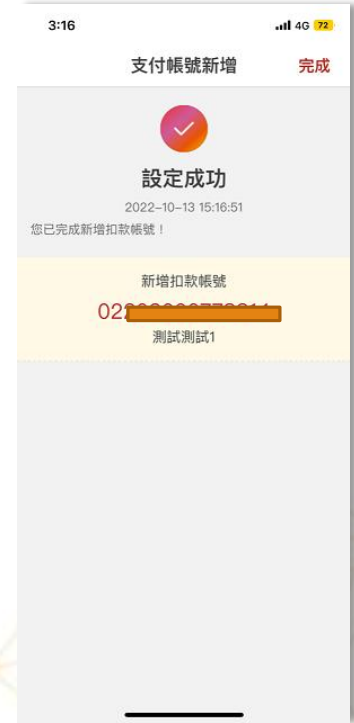 3:16
4G 72
支付帳號新增
完成
設定成功
2022-10-13 15:16:51
您已完成新增扣款帳號！
新增扣款帳號
測試測試1